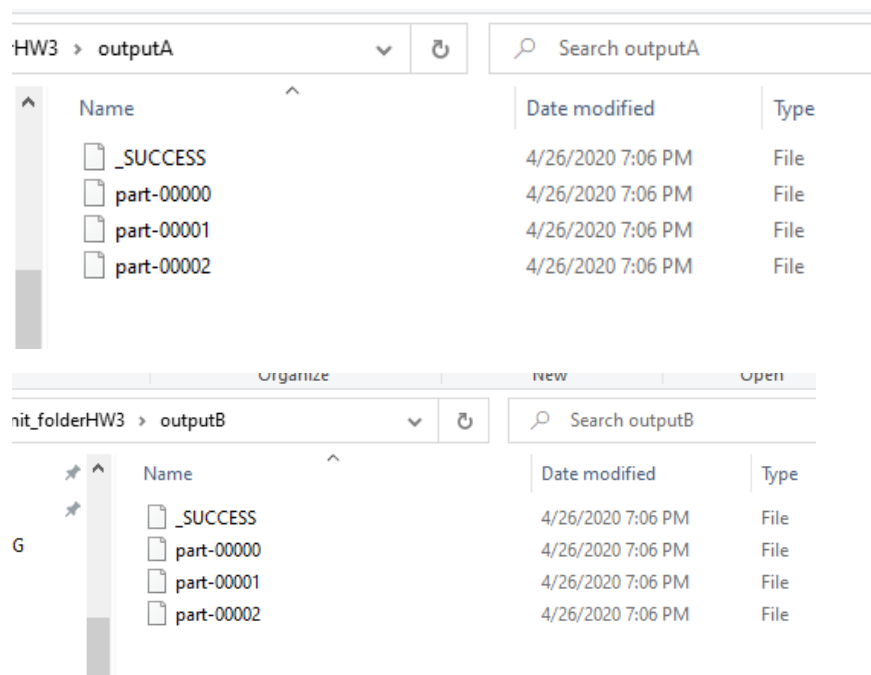 HW3 > outputA Search outputA
Name Date modified Type
_SUCCESS 4/26/2020 7:06 PM File
part-00000 4/26/2020 7:06 PM File
part-00001 4/26/2020 7:06 PM File
part-00002 4/26/2020 7:06 PM File
Organize New Open
nit_folderHW3 > outputB Search outputB
Name Date modified Type
_SUCCESS 4/26/2020 7:06 PM File
G part-00000 4/26/2020 7:06 PM File
part-00001 4/26/2020 7:06 PM File
part-00002 4/26/2020 7:06 PM File